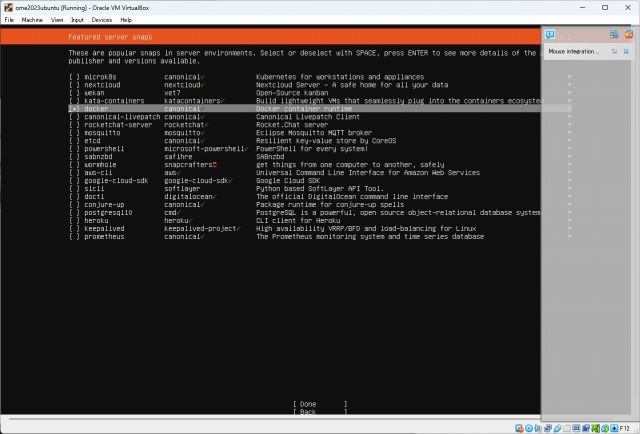 ome2023ubuntu [Running] - Oracle VM VirtualBox
File Machine View Input Devices Help
Featured server snaps
These are popular snaps in server environments. Select or deselect with SPACE, press ENTER to see more details of the
publisher and versions available.
[ ] microk8s canonical✓ Kubernetes for workstations and appliances
[ ] nextcloud nextcloud✓ Nextcloud Server - A safe home for all your data
[ ] wekan xet7 Open-Source kanban
[ ] kata-containers katacontainers✓ Build lightweight VMs that seamlessly plug into the containers ecosystem
[*] docker canonical✓ Docker container runtime
[ ] canonical-livepatch canonical✓ Canonical Livepatch Client
[ ] rocketchat-server rocketchat✓ Rocket.Chat server
[ ] mosquitto mosquitto✓ Eclipse Mosquitto MQTT broker
[ ] etcd canonical✓ Resilient key-value store by CoreOS
[ ] powershell microsoft-powershell✓ PowerShell for every system!
[ ] sabnzbd safihre SABnzbd
[ ] wormhole snapcrafters get things from one computer to another, safely
[ ] aws-cli aws✓ Universal Command Line Interface for Amazon Web Services
[ ] google-cloud-sdk google-cloud-sdk✓ Google Cloud SDK
[ ] slcli softlayer Python based SoftLayer API Tool.
[ ] doctl digitalocean✓ The official DigitalOcean command line interface
[ ] conjure-up canonical✓ Package runtime for conjure-up spells
[ ] postgresql10 cmd✓ PostgreSQL is a powerful, open source object-relational database system
[ ] heroku heroku✓ CLI client for Heroku
[ ] keepalived keepalived-project✓ High availability VRRP/BFD and load-balancing for Linux
[ ] prometheus canonical✓ The Prometheus monitoring system and time series database
[ Done ]
[ Back ]
Mouse integration ...
F12